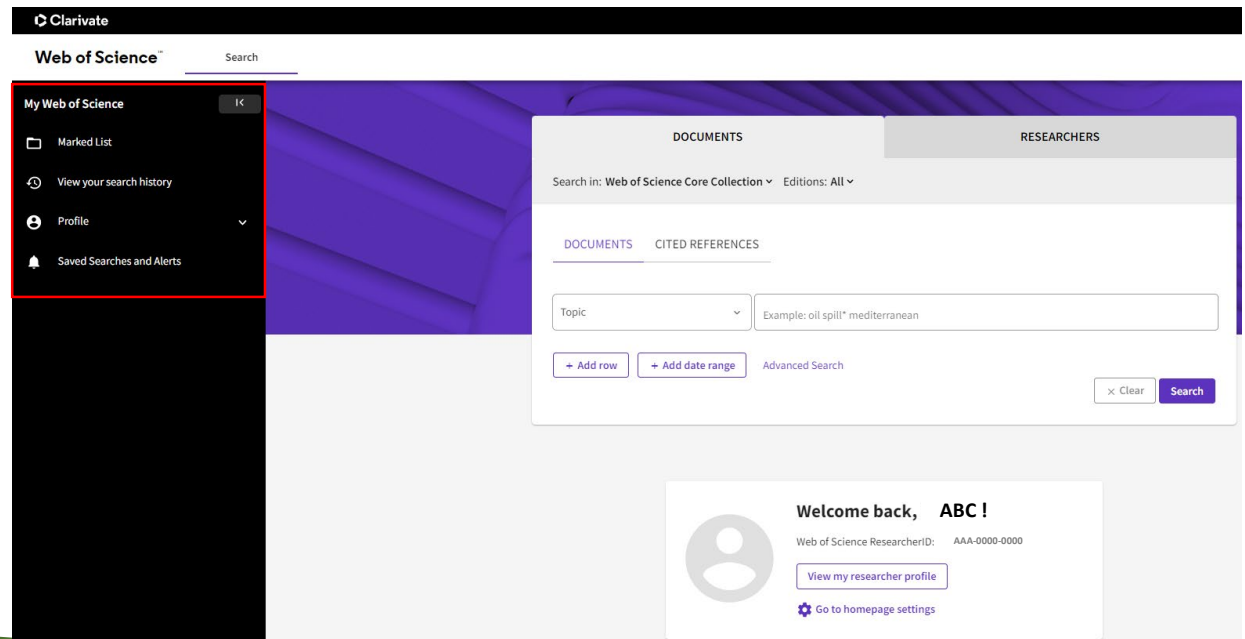 Clarivate
Web of Science™ Search
My Web of Science
Marked List
View your search history
Profile
Saved Searches and Alerts
DOCUMENTS RESEARCHERS
Search in: Web of Science Core Collection Editions: All
DOCUMENTS CITED REFERENCES
Topic Example: oil spill* mediterranean
+ Add row + Add date range Advanced Search
× Clear Search
Welcome back, ABC !
Web of Science ResearcherID: AAA-0000-0000
View my researcher profile
Go to homepage settings